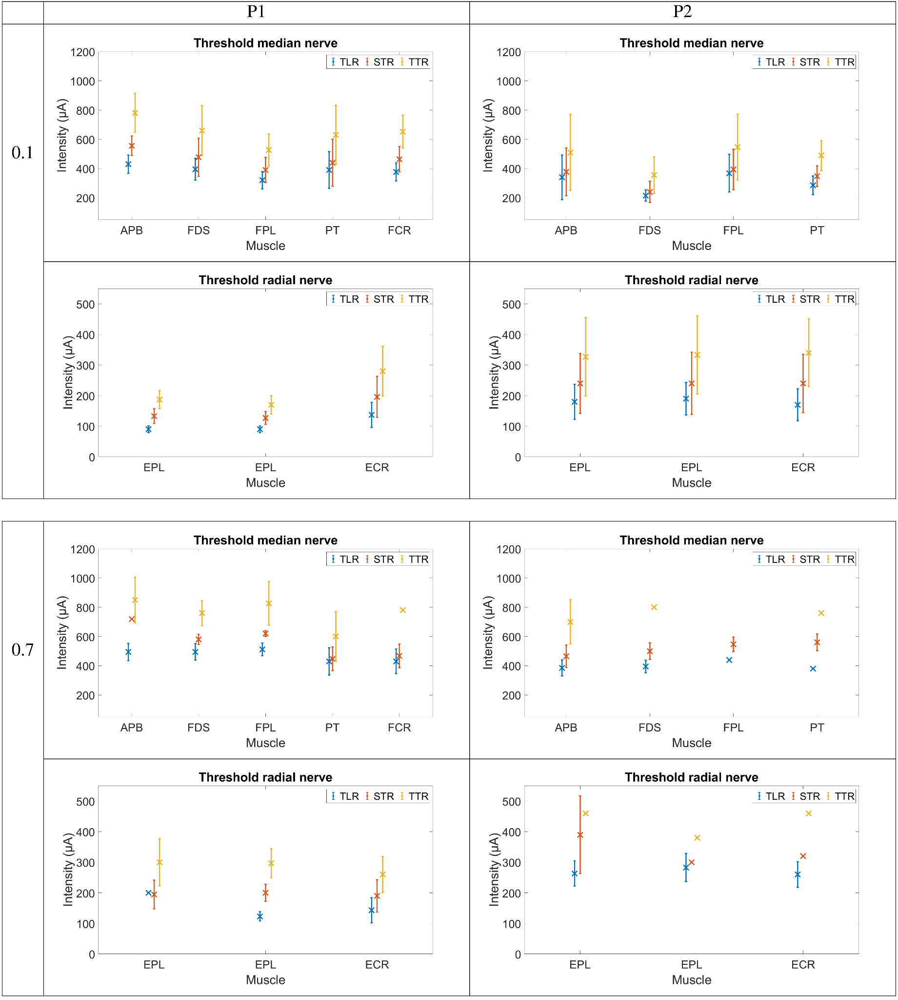 P1 P2
0.1
Threshold median nerve
TLR STR TTR
1200
1000
800
600
400
200
Intensity (µA)
APB FDS FPL PT FCR
Muscle
Threshold median nerve
TLR STR TTR
1200
1000
800
600
400
200
Intensity (µA)
APB FDS FPL PT
Muscle
Threshold radial nerve
TLR STR TTR
500
400
300
200
100
0
Intensity (µA)
EPL EPL ECR
Muscle
Threshold radial nerve
TLR STR TTR
500
400
300
200
100
0
Intensity (µA)
EPL EPL ECR
Muscle
0.7
Threshold median nerve
TLR STR TTR
1200
1000
800
600
400
200
Intensity (µA)
APB FDS FPL PT FCR
Muscle
Threshold median nerve
TLR STR TTR
1200
1000
800
600
400
200
Intensity (µA)
APB FDS FPL PT
Muscle
Threshold radial nerve
TLR STR TTR
500
400
300
200
100
0
Intensity (µA)
EPL EPL ECR
Muscle
Threshold radial nerve
TLR STR TTR
500
400
300
200
100
0
Intensity (µA)
EPL EPL ECR
Muscle